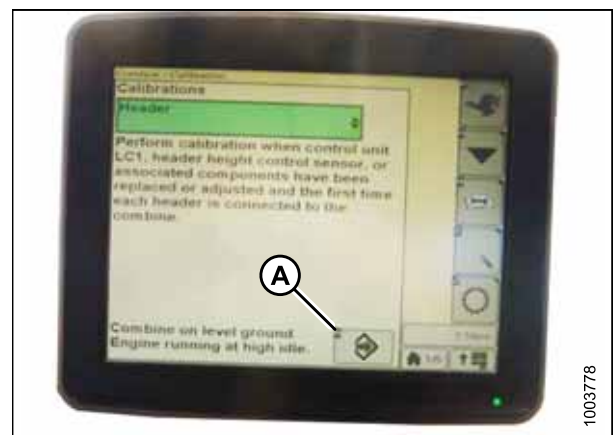 Combine - Calibration
Calibrations
Header
Perform calibration when control unit
LC1, header height control sensor, or
associated components have been
replaced or adjusted and the first time
each header is connected to the
combine.
A
Combine on level ground.
Engine running at high idle.
1003778